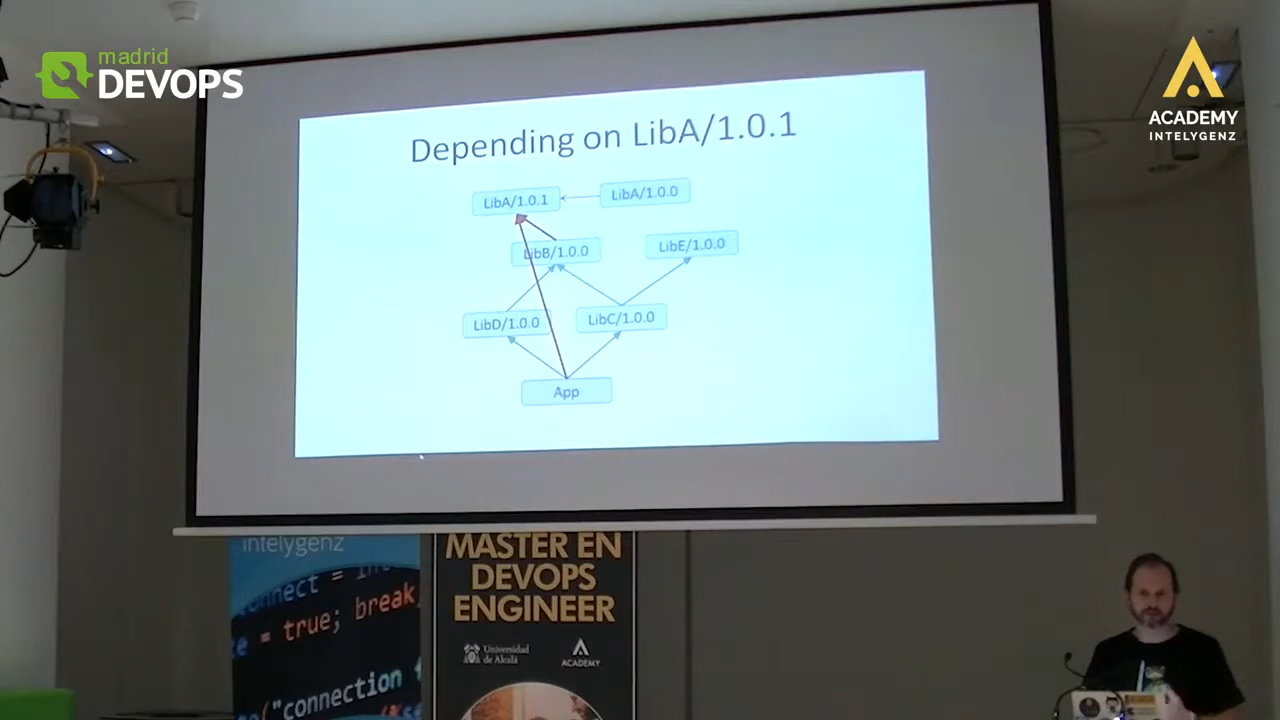 madrid
DEVOPS
ACADEMY
INTELYGENZ
Depending on LibA/1.0.1
LibA/1.0.1
LibA/1.0.0
LibB/1.0.0
LibE/1.0.0
LibD/1.0.0
LibC/1.0.0
App
intelygenz
= true; break
("connection
MASTER EN
DEVOPS
ENGINEER
Universidad
de Alcalá
ACADEMY